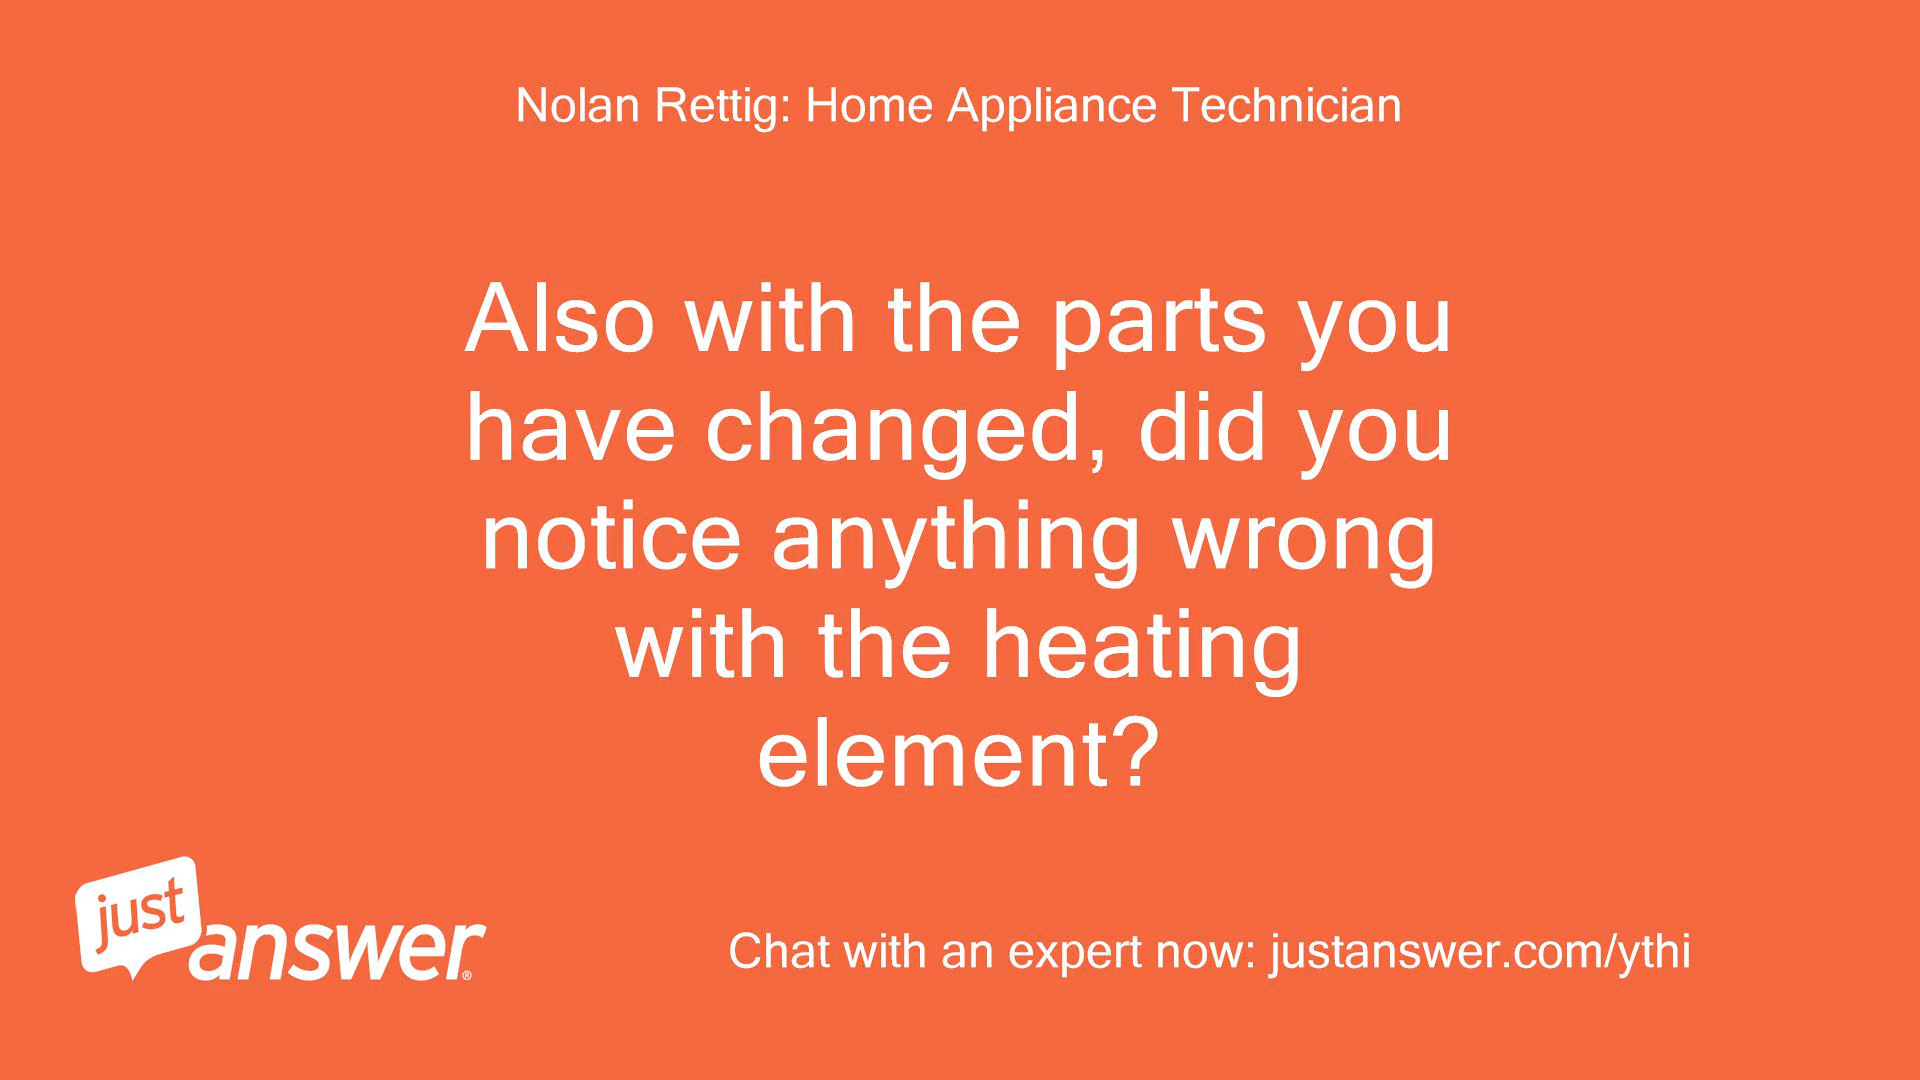 Nolan Rettig: Home Appliance Technician
Also with the parts you
have changed, did you
notice anything wrong
with the heating
element?
just
answer®
Chat with an expert now: justanswer.com/ythi